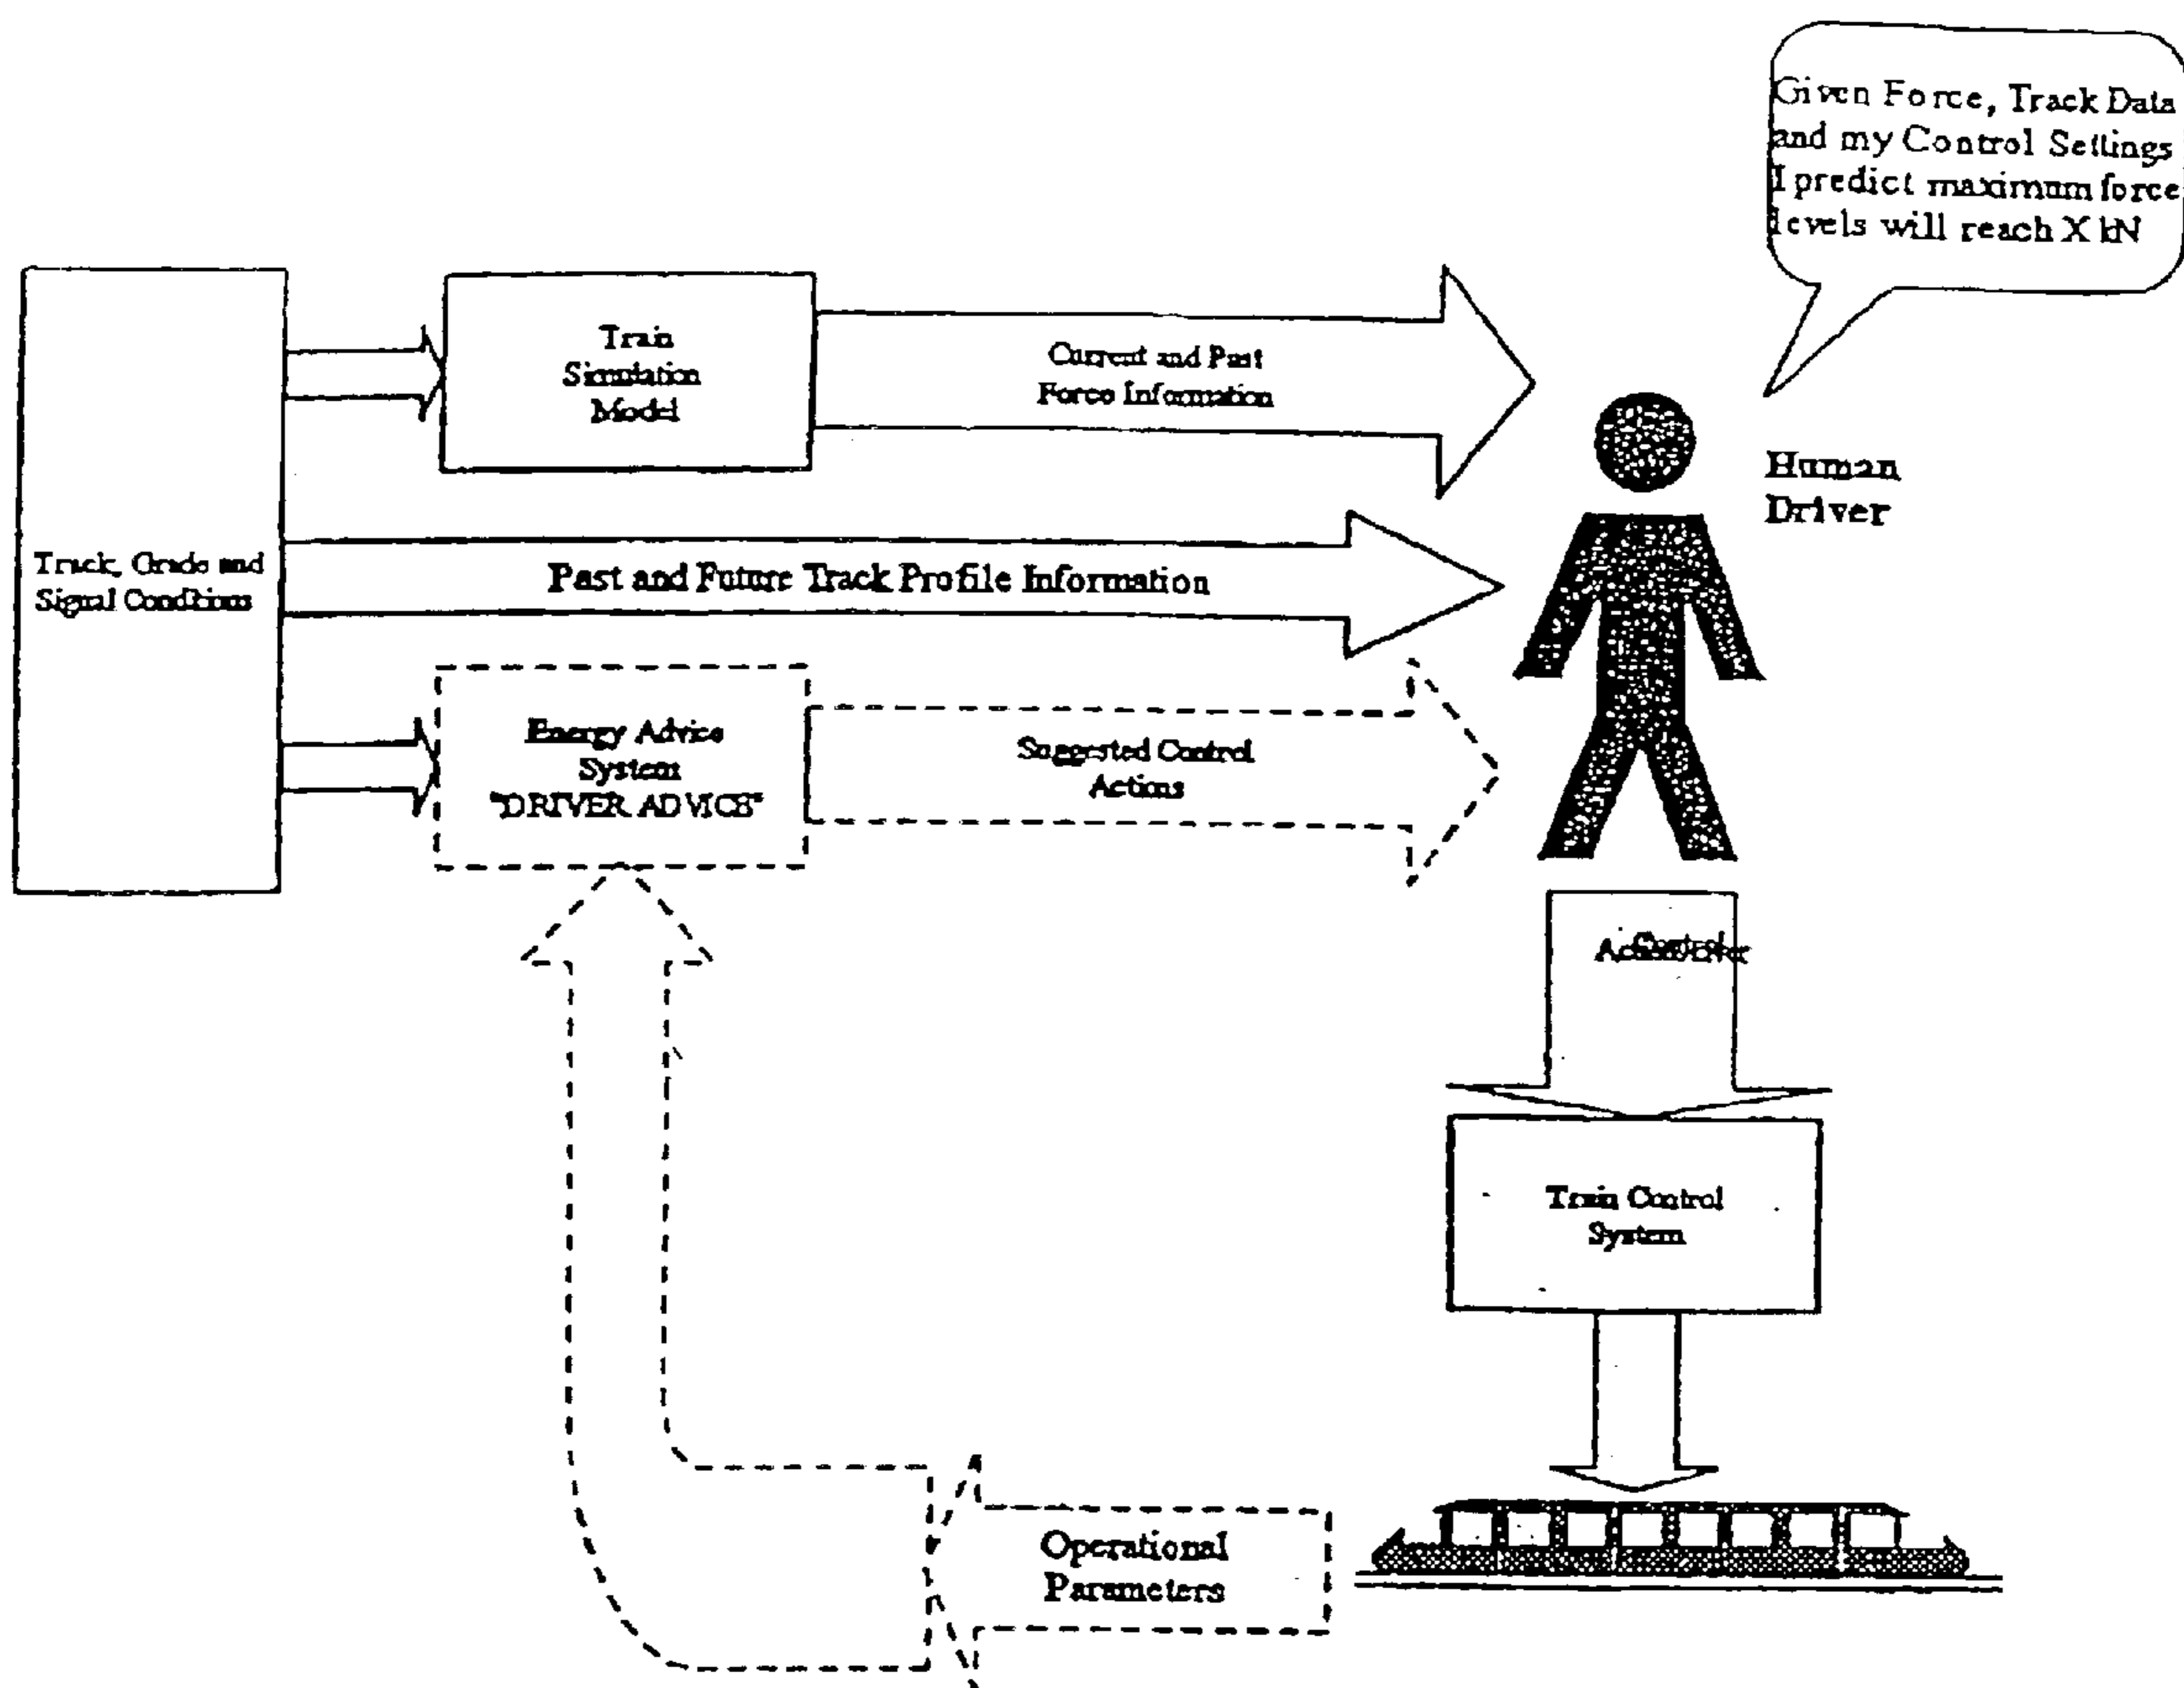 Given Force, Track Data
and my Control Settings
I predict maximum force
levels will reach X kN
Train
Simulation
Model
Current and Past
Force Information
Human
Driver
Track, Grade and
Signal Conditions
Past and Future Track Profile Information
Energy Advice
System
"DRIVER ADVICE"
Suggested Control
Actions
Control
Train Control
System
Operational
Parameters